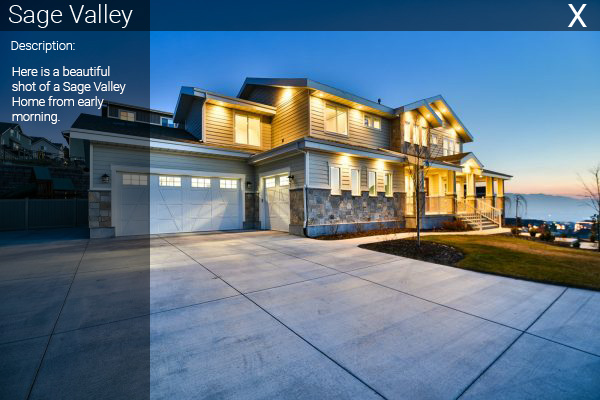 Sage Valley
X
Description:
Here is a beautiful
shot of a Sage Valley
Home from early
morning.